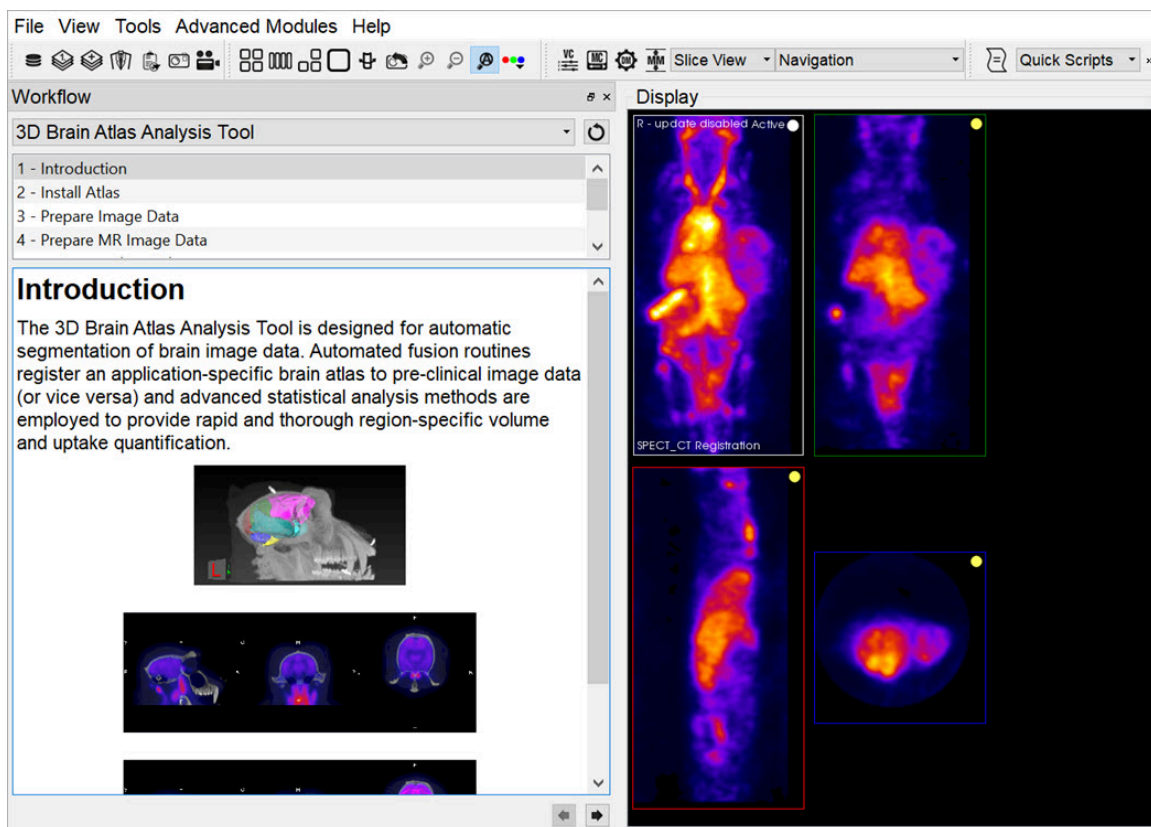 File View Tools Advanced Modules Help
VC MC DM MM Slice View Navigation Quick Scripts »
Workflow
3D Brain Atlas Analysis Tool
1 - Introduction
2 - Install Atlas
3 - Prepare Image Data
4 - Prepare MR Image Data
Introduction
The 3D Brain Atlas Analysis Tool is designed for automatic
segmentation of brain image data. Automated fusion routines
register an application-specific brain atlas to pre-clinical image data
(or vice versa) and advanced statistical analysis methods are
employed to provide rapid and thorough region-specific volume
and uptake quantification.
L
Display
R - update disabled Active
SPECT_CT Registration